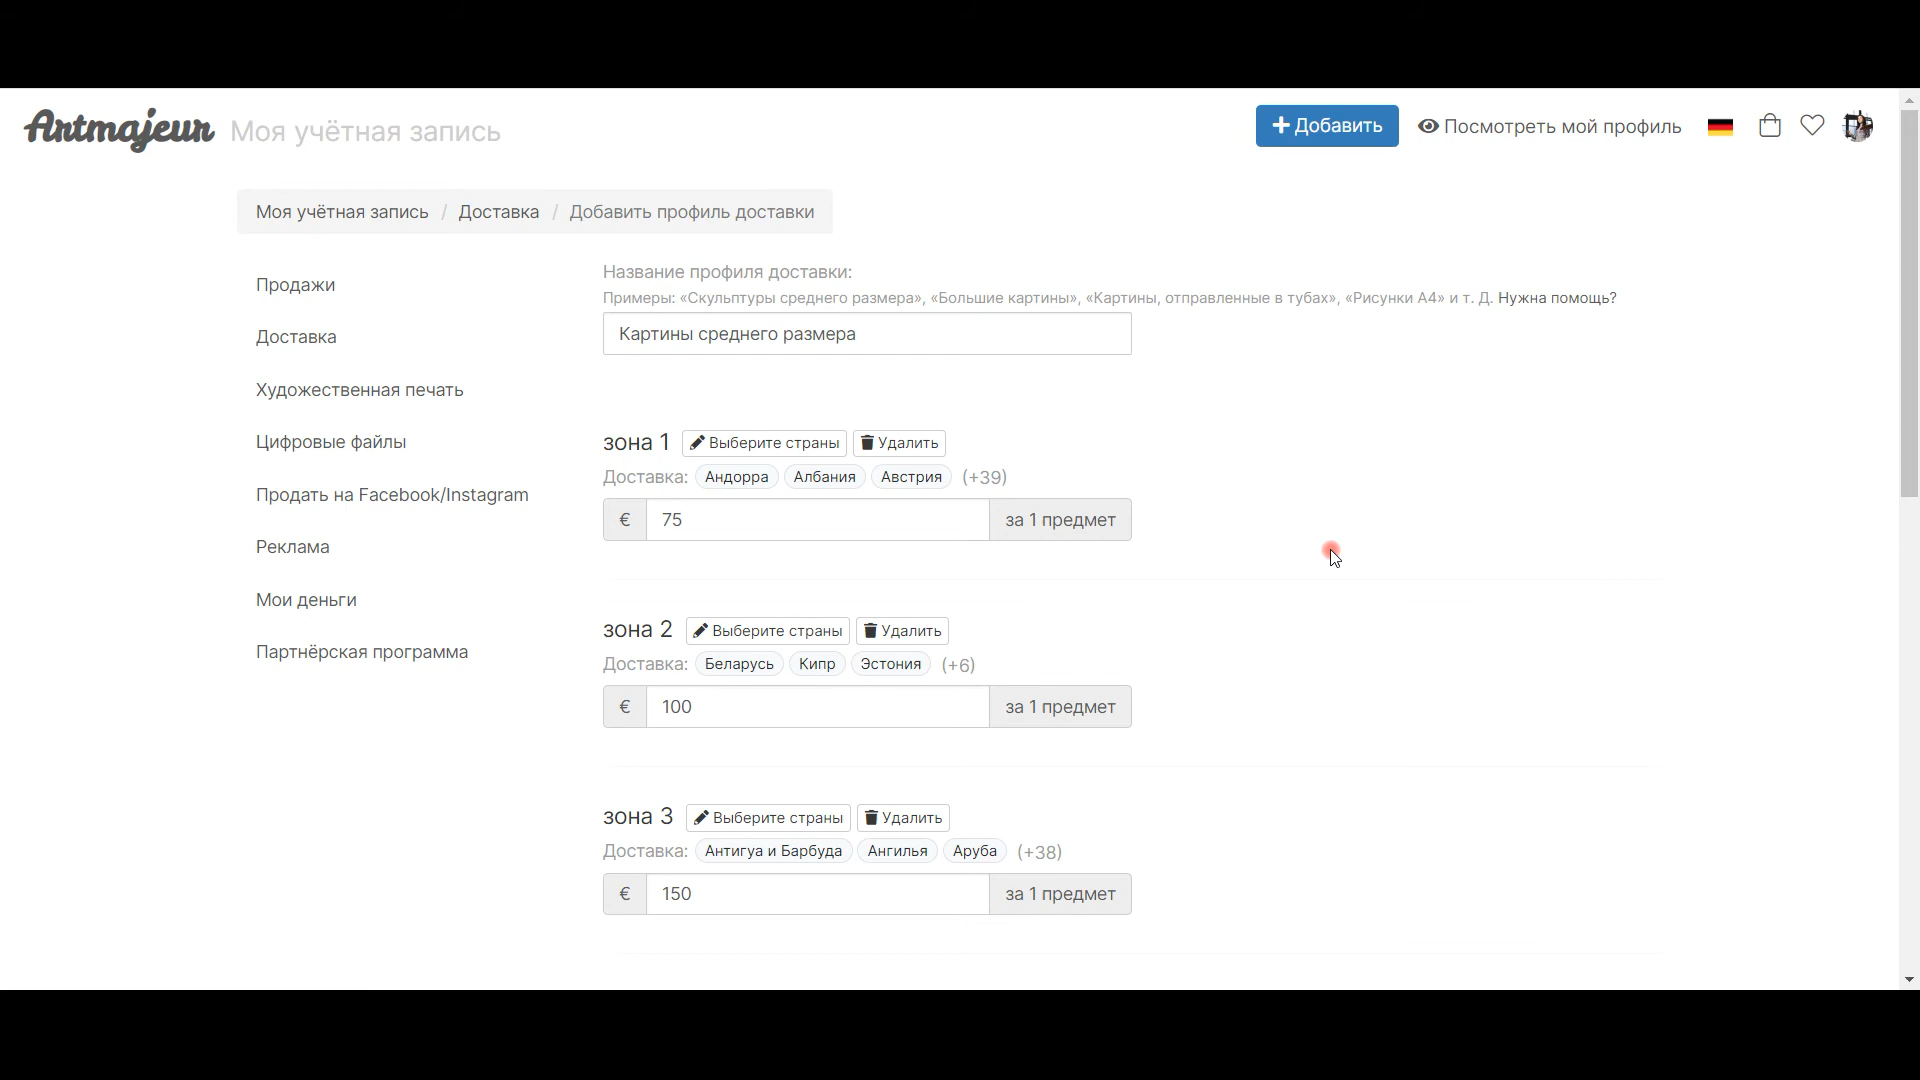 Artmajeur Моя учётная запись
Добавить Посмотреть мой профиль
Моя учётная запись / Доставка / Добавить профиль доставки
Продажи
Доставка
Художественная печать
Цифровые файлы
Продать на Facebook/Instagram
Реклама
Мои деньги
Партнёрская программа
Название профиля доставки:
Примеры: «Скульптуры среднего размера», «Большие картины», «Картины, отправленные в тубах», «Рисунки А4» и т. Д. Нужна помощь?
Картины среднего размера
зона 1 Выберите страны Удалить
Доставка: Андорра Албания Австрия (+39)
€ 75 за 1 предмет
зона 2 Выберите страны Удалить
Доставка: Беларусь Кипр Эстония (+6)
€ 100 за 1 предмет
зона 3 Выберите страны Удалить
Доставка: Антигуа и Барбуда Ангилья Аруба (+38)
€ 150 за 1 предмет